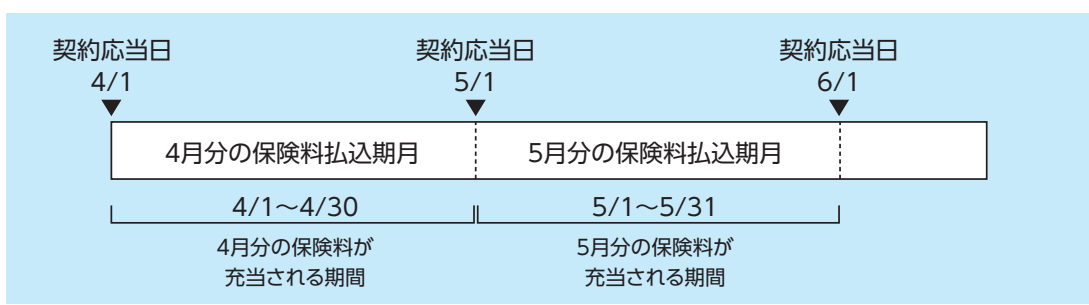 契約応当日 契約応当日 契約応当日
4/1 5/1 6/1
4月分の保険料払込期月 5月分の保険料払込期月
4/1～4/30 5/1～5/31
4月分の保険料が 5月分の保険料が
充当される期間 充当される期間